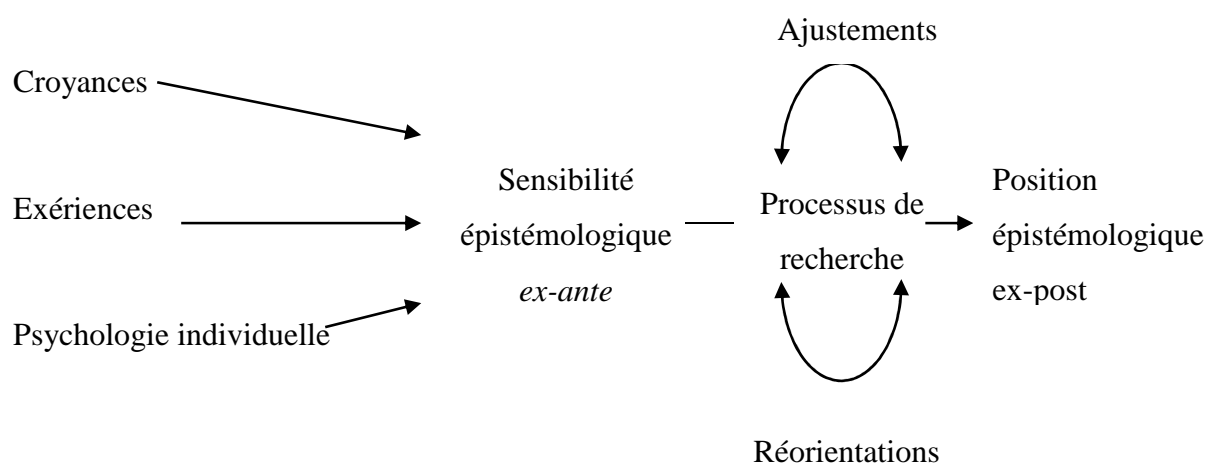 Ajustements
Croyances
Exériences
Psychologie individuelle
Sensibilité
épistémologique
ex-ante
Processus de
recherche
Position
épistémologique
ex-post
Réorientations